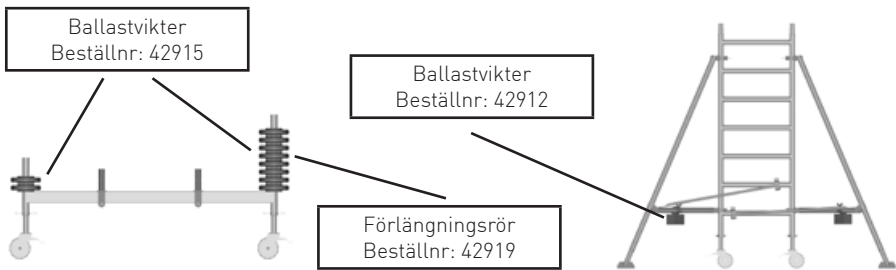 Ballastvikter
Beställnr: 42915
Ballastvikter
Beställnr: 42912
Förlängningsrör
Beställnr: 42919